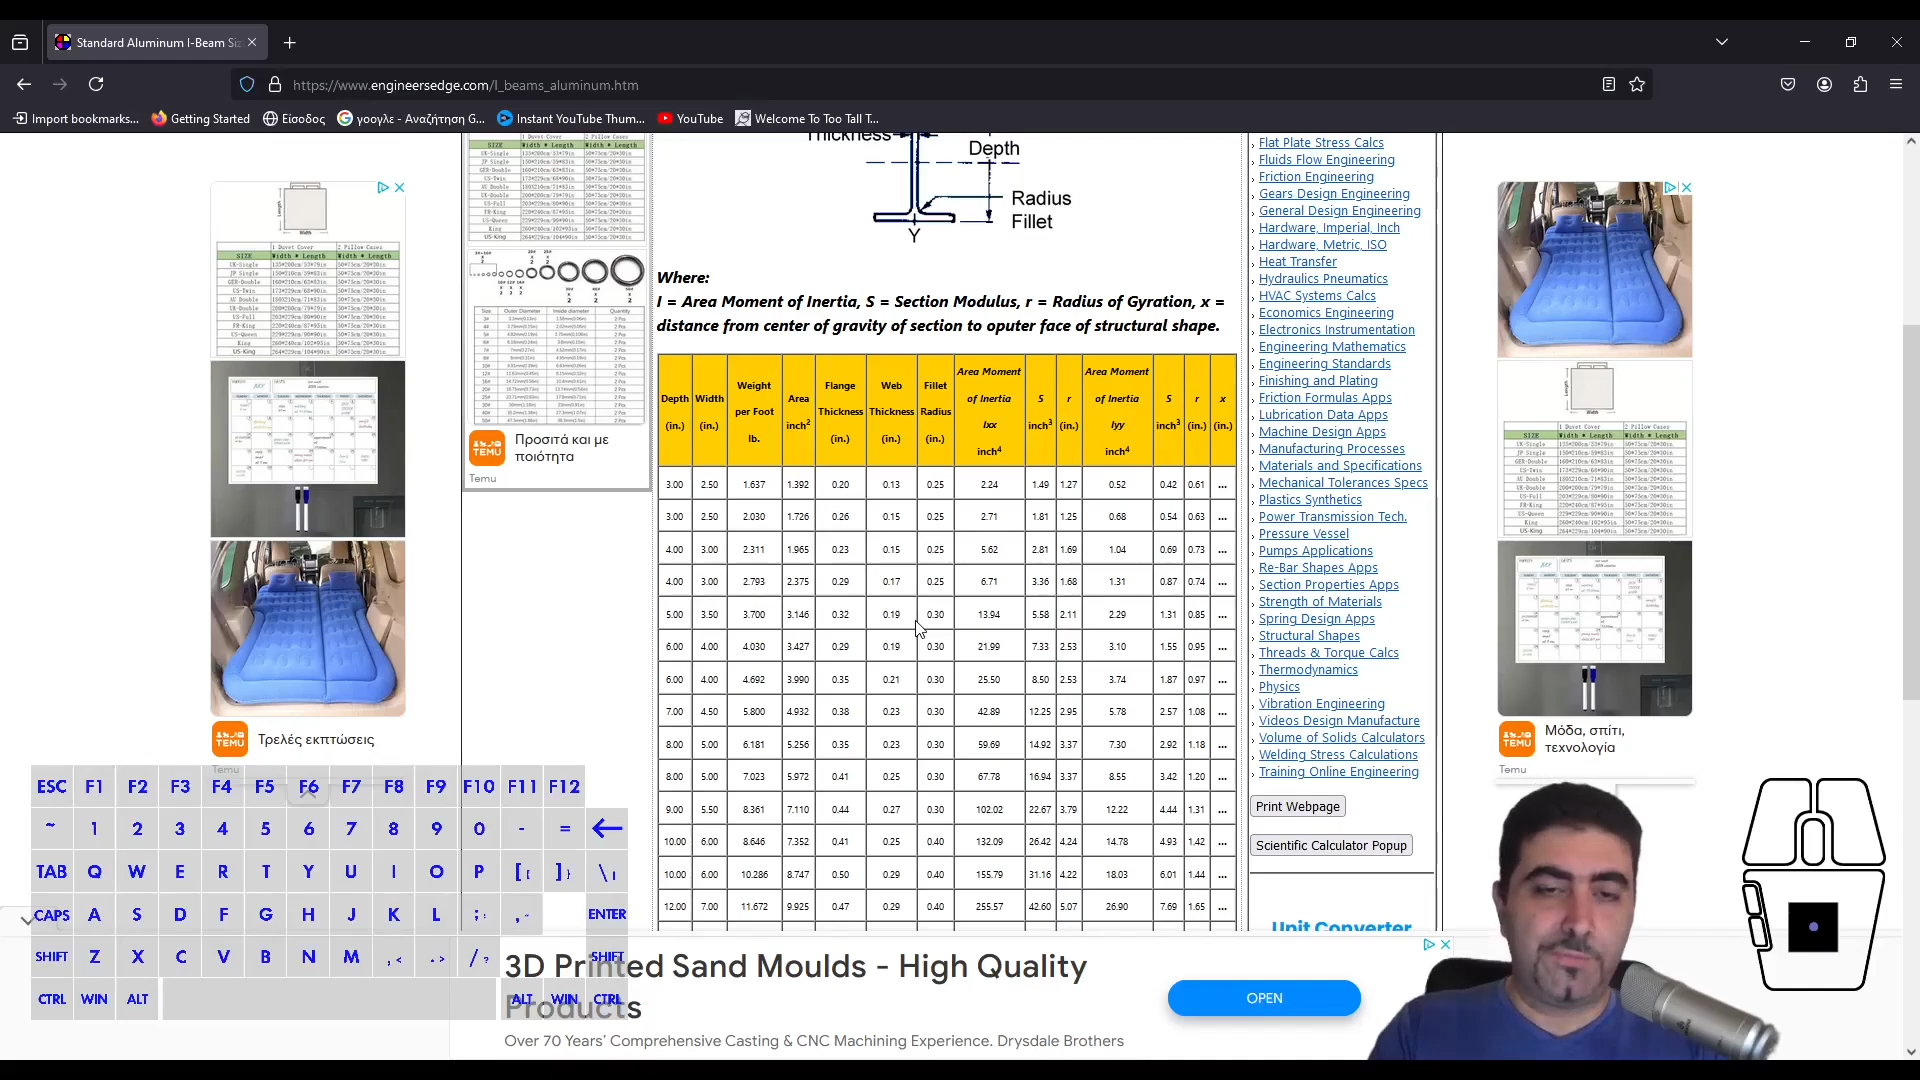 Standard Aluminum I-Beam Siz
https://www.engineersedge.com/I_beams_aluminum.htm
Import bookmarks...
Getting Started
Είσοδος
γοογλε - Αναζήτηση G...
Instant YouTube Thum...
YouTube
Welcome To Too Tall T...
Thickness
Depth
Radius
Fillet
Y
Where:
I = Area Moment of Inertia, S = Section Modulus, r = Radius of Gyration, x =
distance from center of gravity of section to oputer face of structural shape.
Depth (in.) Width (in.) Weight per Foot lb. Area inch2 Flange Thickness (in.) Web Thickness (in.) Fillet Radius (in.) Area Moment of Inertia Ixx inch4 S inch3 r (in.) Area Moment of Inertia Iyy inch4 S inch3 r (in.) x (in.)
3.00 2.50 1.637 1.392 0.20 0.13 0.25 2.24 1.49 1.27 0.52 0.42 0.61 ...
3.00 2.50 2.030 1.726 0.26 0.15 0.25 2.71 1.81 1.25 0.68 0.54 0.63 ...
4.00 3.00 2.311 1.965 0.23 0.15 0.25 5.62 2.81 1.69 1.04 0.69 0.73 ...
4.00 3.00 2.793 2.375 0.29 0.17 0.25 6.71 3.36 1.68 1.31 0.87 0.74 ...
5.00 3.50 3.700 3.146 0.32 0.19 0.30 13.94 5.58 2.11 2.29 1.31 0.85 ...
6.00 4.00 4.030 3.427 0.29 0.19 0.30 21.99 7.33 2.53 3.10 1.55 0.95 ...
6.00 4.00 4.692 3.990 0.35 0.21 0.30 25.50 8.50 2.53 3.74 1.87 0.97 ...
7.00 4.50 5.800 4.932 0.38 0.23 0.30 42.89 12.25 2.95 5.78 2.57 1.08 ...
8.00 5.00 6.181 5.256 0.35 0.23 0.30 59.69 14.92 3.37 7.30 2.92 1.18 ...
8.00 5.00 7.023 5.972 0.41 0.25 0.30 67.78 16.94 3.37 8.55 3.42 1.20 ...
9.00 5.50 8.361 7.110 0.44 0.27 0.30 102.02 22.67 3.79 12.22 4.44 1.31 ...
10.00 6.00 8.646 7.352 0.41 0.25 0.40 132.09 26.42 4.24 14.78 4.93 1.42 ...
10.00 6.00 10.286 8.747 0.50 0.29 0.40 155.79 31.16 4.22 18.03 6.01 1.44 ...
12.00 7.00 11.672 9.925 0.47 0.29 0.40 255.57 42.60 5.07 26.90 7.69 1.65 ...
Flat Plate Stress Calcs
Fluids Flow Engineering
Friction Engineering
Gears Design Engineering
General Design Engineering
Hardware, Imperial, Inch
Hardware, Metric, ISO
Heat Transfer
Hydraulics Pneumatics
HVAC Systems Calcs
Economics Engineering
Electronics Instrumentation
Engineering Mathematics
Engineering Standards
Finishing and Plating
Friction Formulas Apps
Lubrication Data Apps
Machine Design Apps
Manufacturing Processes
Materials and Specifications
Mechanical Tolerances Specs
Plastics Synthetics
Power Transmission Tech.
Pressure Vessel
Pumps Applications
Re-Bar Shapes Apps
Section Properties Apps
Strength of Materials
Spring Design Apps
Structural Shapes
Threads & Torque Calcs
Thermodynamics
Physics
Vibration Engineering
Videos Design Manufacture
Volume of Solids Calculators
Welding Stress Calculations
Training Online Engineering
Print Webpage
Scientific Calculator Popup
Unit Converter
Προσιτά και με
ποιότητα
Temu
TEMU
Τρελές εκπτώσεις
Temu
TEMU
Μόδα, σπίτι,
τεχνολογία
Temu
ESC F1 F2 F3 F4 F5 F6 F7 F8 F9 F10 F11 F12
~ 1 2 3 4 5 6 7 8 9 0 - =
TAB Q W E R T Y U I O P [ { ] } \ |
CAPS A S D F G H J K L ; : ENTER
SHIFT Z X C V B N M , < . > / ? SHIFT
CTRL WIN ALT ALT WIN CTRL
3D Printed Sand Moulds - High Quality
Products
Over 70 Years' Comprehensive Casting & CNC Machining Experience. Drysdale Brothers
OPEN